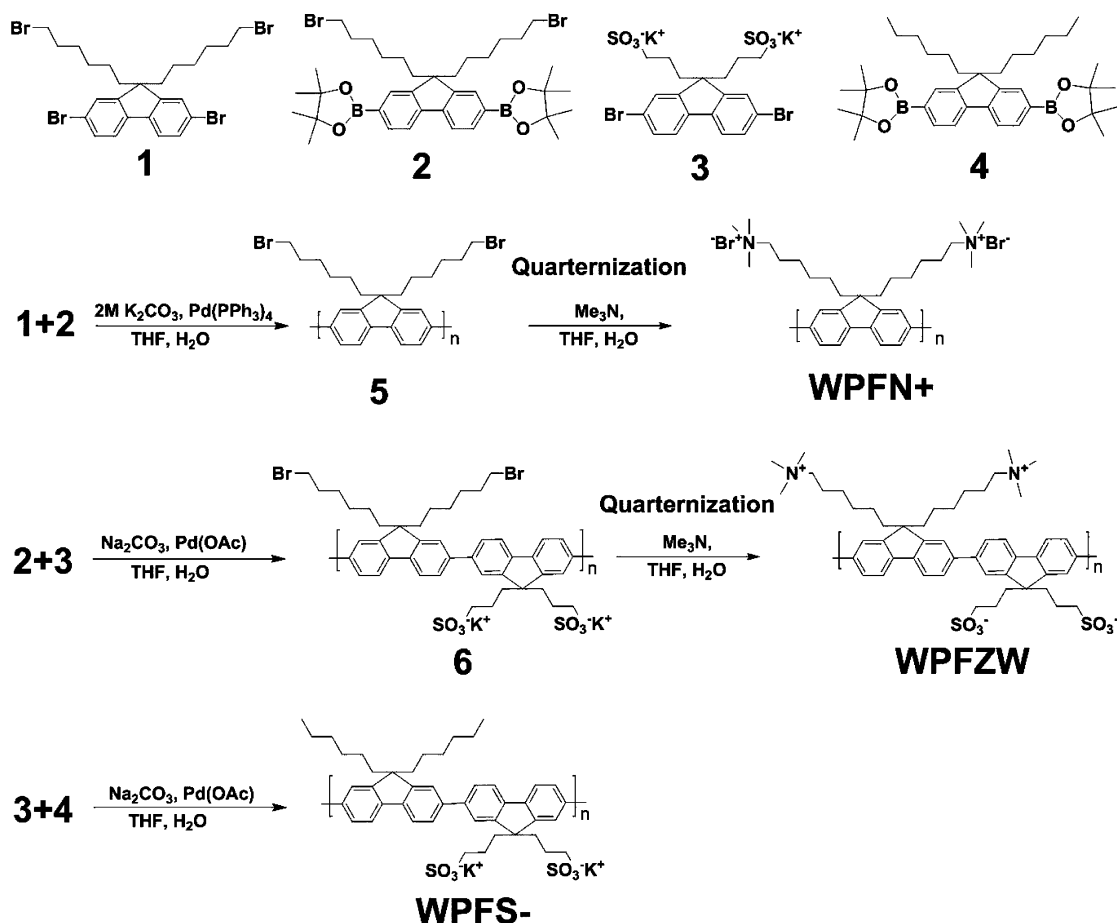 Br Br
Br Br
O B O
O B O
Br Br
SO₃⁻K⁺ SO₃⁻K⁺
Br Br
O B O
O B O
1 2 3 4
1+2
2M K₂CO₃, Pd(PPh₃)₄
THF, H₂O
Br Br
n
5
Quarternization
Me₃N,
THF, H₂O
⁻Br⁺N N⁺Br⁻
n
WPFN+
2+3
Na₂CO₃, Pd(OAc)
THF, H₂O
Br Br
n
SO₃⁻K⁺ SO₃⁻K⁺
6
Quarternization
Me₃N,
THF, H₂O
N⁺ N⁺
n
SO₃⁻ SO₃⁻
WPFZW
3+4
Na₂CO₃, Pd(OAc)
THF, H₂O
n
SO₃⁻K⁺ SO₃⁻K⁺
WPFS-